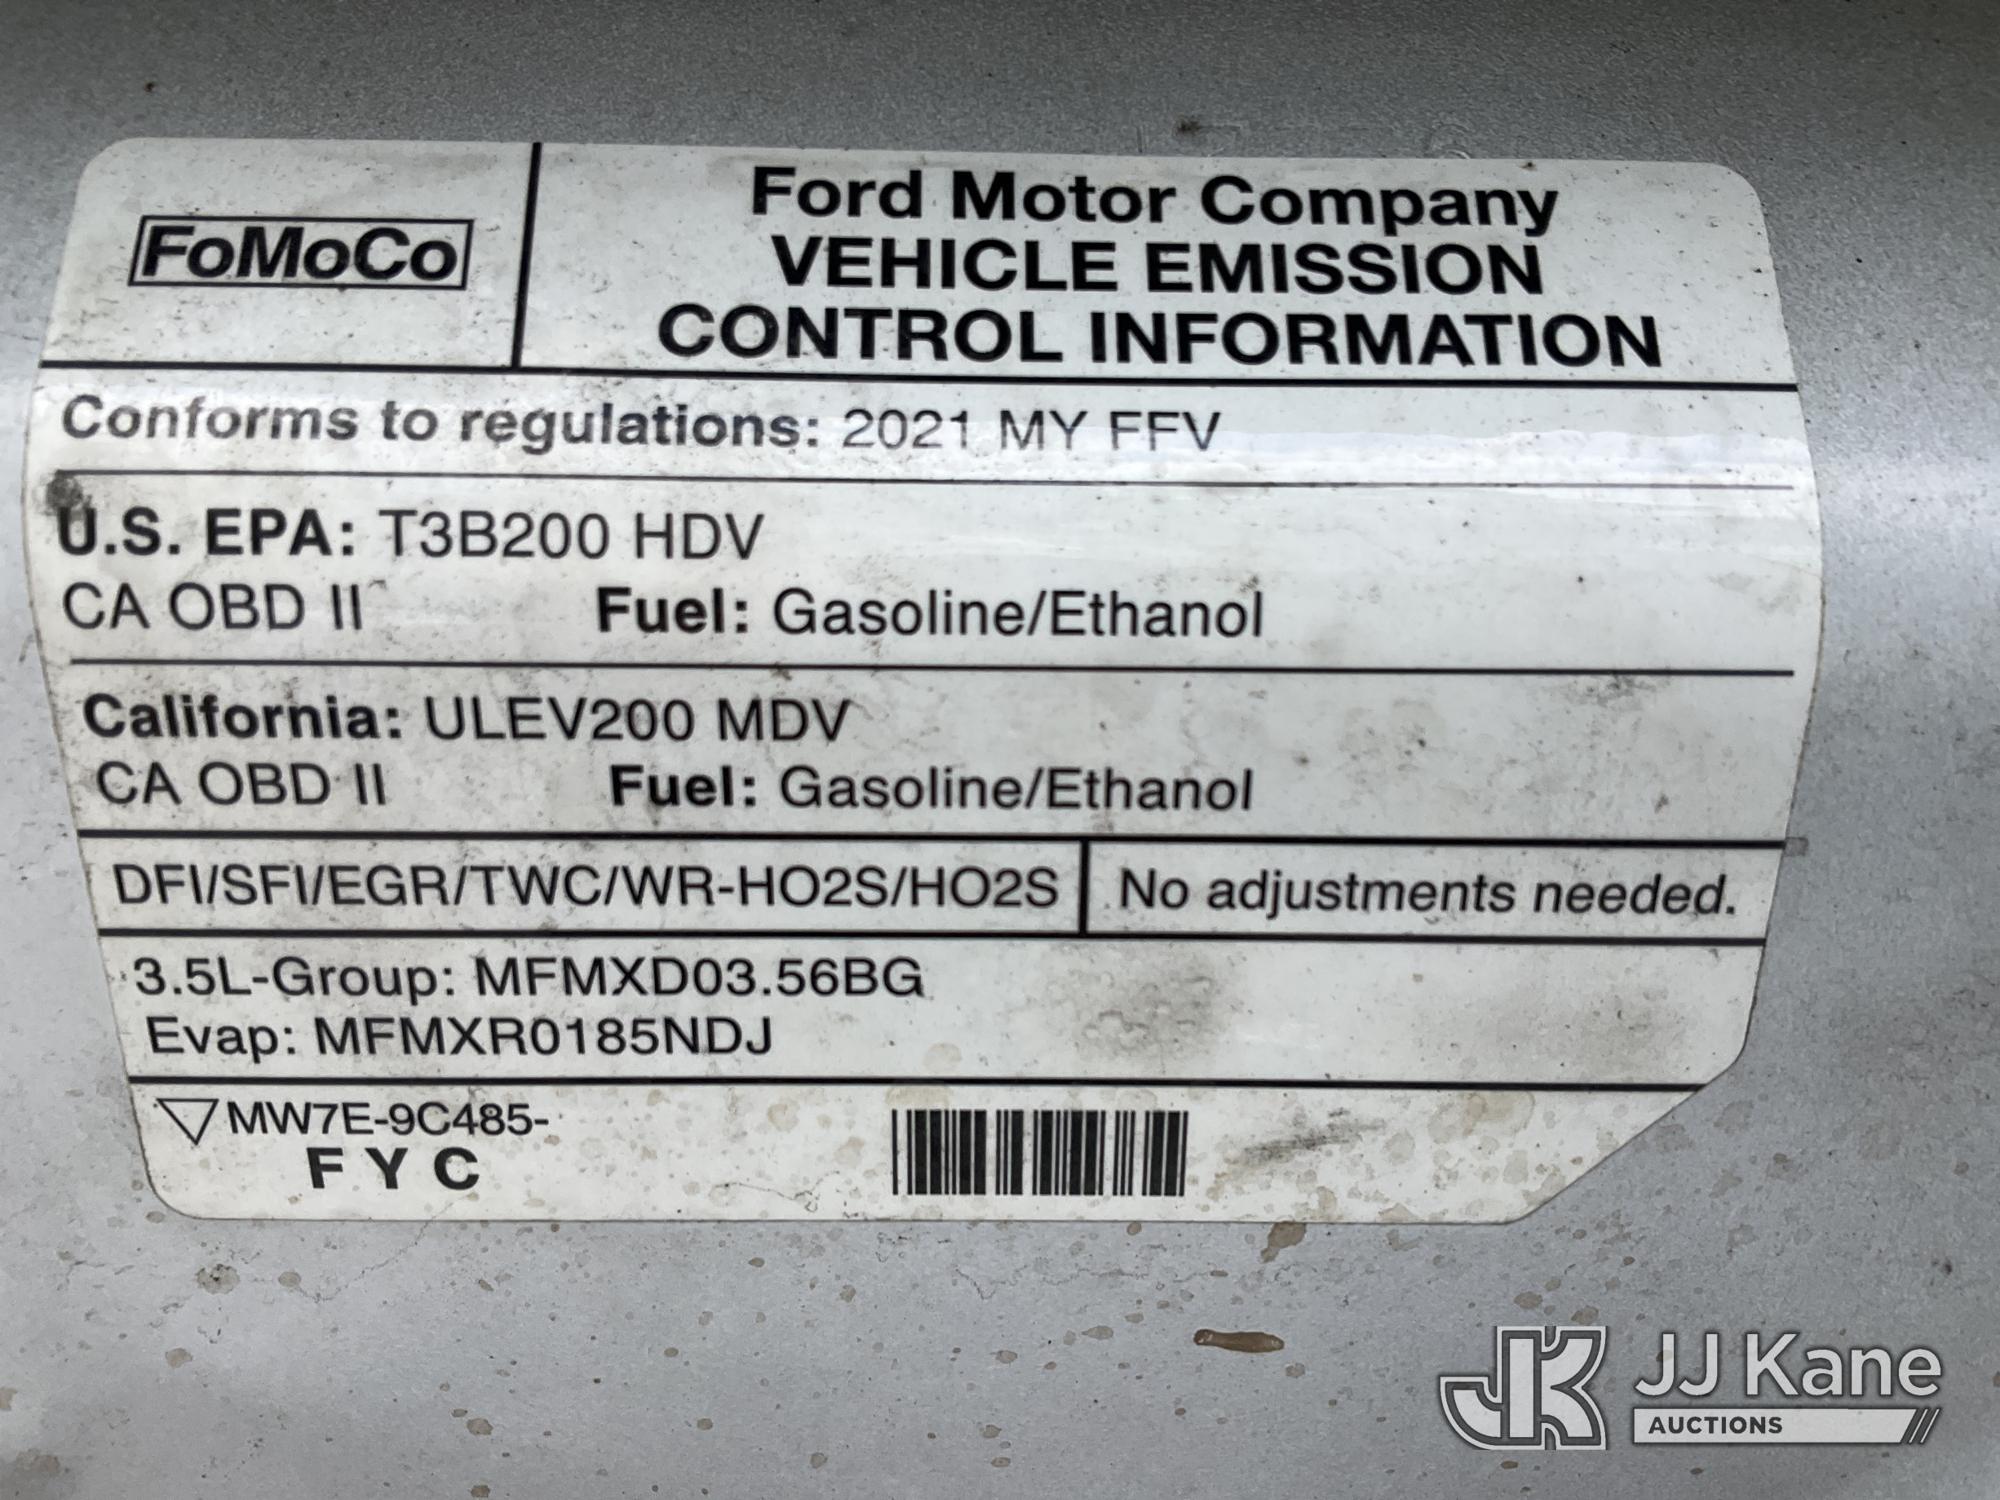 FoMoCo
Ford Motor Company
VEHICLE EMISSION
CONTROL INFORMATION
Conforms to regulations: 2021 MY FFV
U.S. EPA: T3B200 HDV
CA OBD II Fuel: Gasoline/Ethanol
California: ULEV200 MDV
CA OBD II Fuel: Gasoline/Ethanol
DFI/SFI/EGR/TWC/WR-HO2S/HO2S No adjustments needed.
3.5L-Group: MFMXD03.56BG
Evap: MFMXR0185NDJ
MW7E-9C485-
F Y C
JK JJ Kane
AUCTIONS